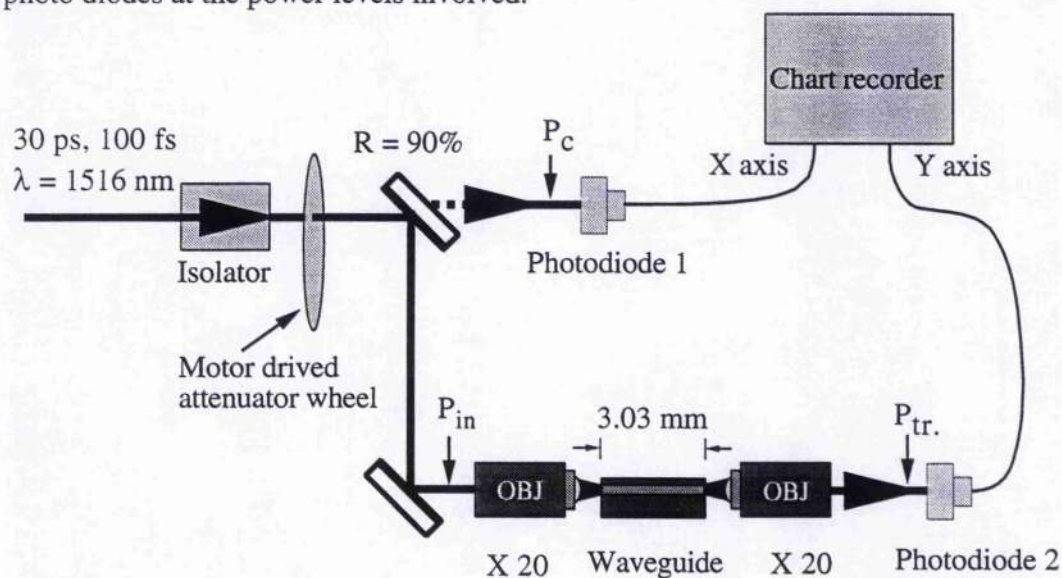 photo diodes at the power levels involved.
Chart recorder
30 ps, 100 fs
λ = 1516 nm
R = 90%
P_c
X axis
Y axis
Isolator
Photodiode 1
Motor drived
attenuator wheel
P_in
3.03 mm
P_tr.
OBJ
OBJ
X 20
Waveguide
X 20
Photodiode 2